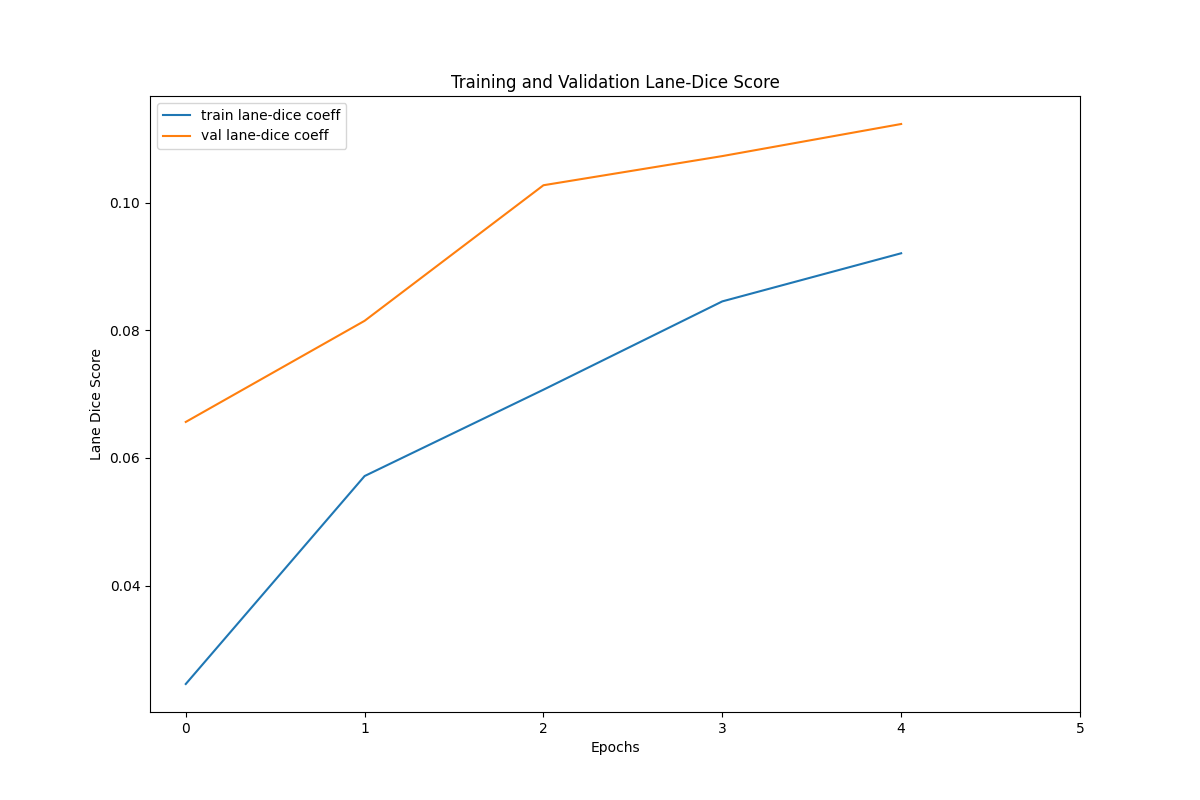 Training and Validation Lane-Dice Score
train lane-dice coeff
val lane-dice coeff
0.10
0.08
0.06
0.04
Lane Dice Score
0 1 2 3 4 5
Epochs